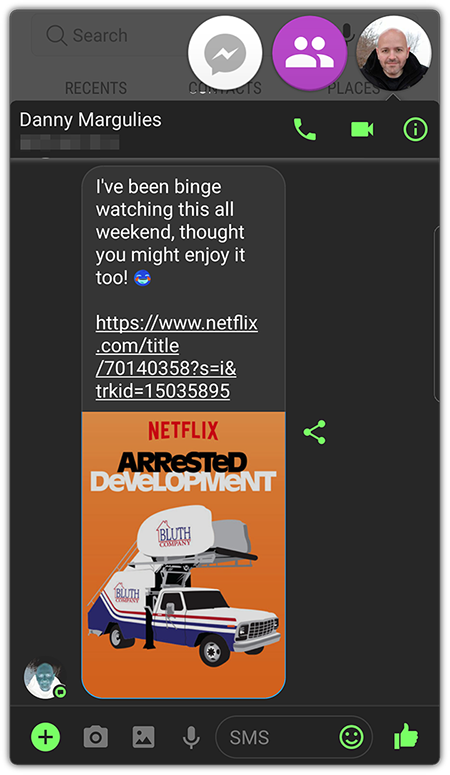 Search
RECENTS CONTACTS PLACES
Danny Margulies
I've been binge
watching this all
weekend, thought
you might enjoy it
too!
https://www.netflix
.com/title
/70140358?s=i&
trkid=15035895
NETFLIX
ARReSTeD
DeVeLOPMeNT
BLUTH
COMPANY
BLUTH
COMPANY
SMS